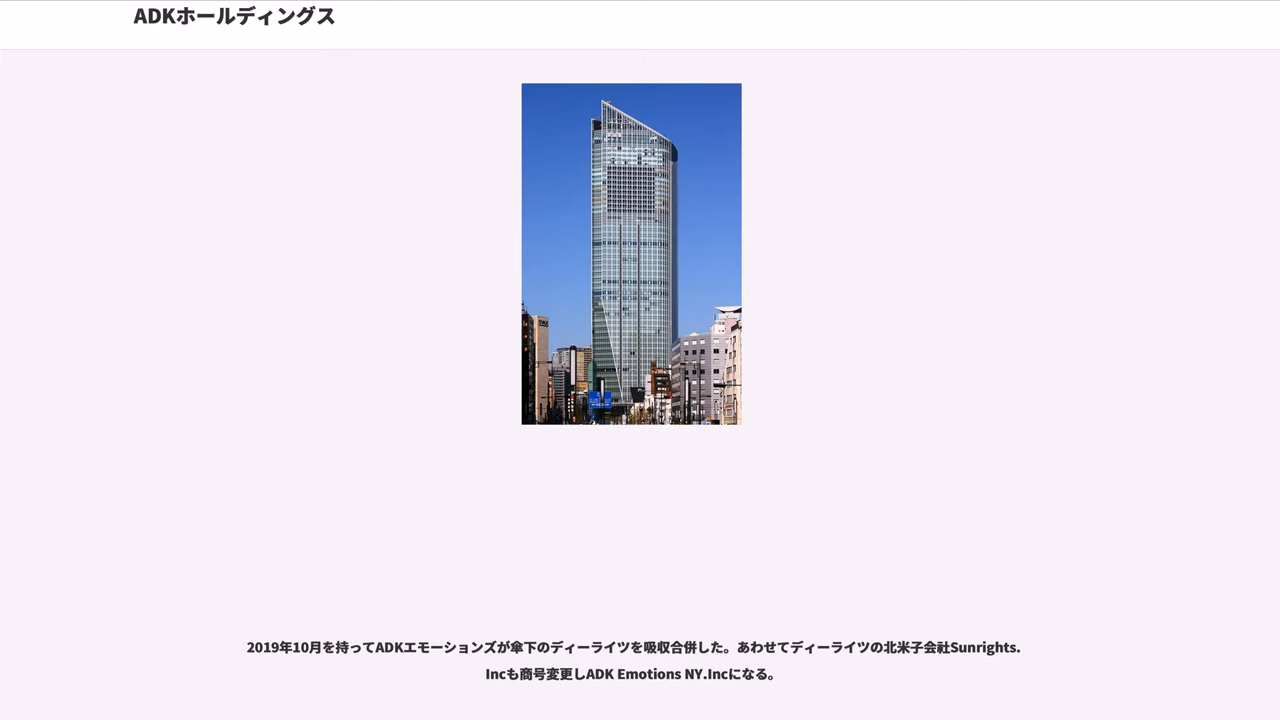 ADKホールディングス
2019年10月を持ってADKエモーションズが傘下のディーライツを吸収合併した。あわせてディーライツの北米子会社Sunrights.
Incも商号変更しADK Emotions NY.Incになる。